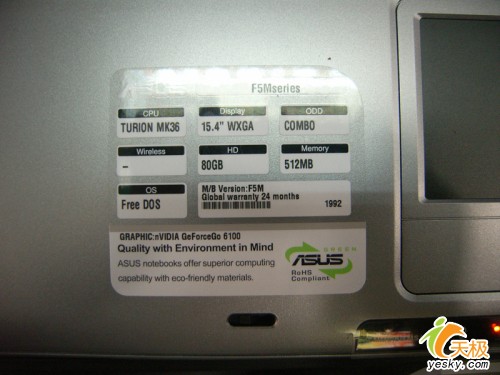 F5Mseries
CPU
Display
ODD
TURION MK36
15.4" WXGA
COMBO
Wireless
HD
Memory
-
80GB
512MB
OS
M/B Version:F5M
Free DOS
Global warranty 24 months
1992
GRAPHIC:nVIDIA GeForceGo 6100
Quality with Environment in Mind
ASUS notebooks offer superior computing
capability with eco-friendly materials.
GREEN
ASUS
RoHS
Compliant
天极
yesky.com